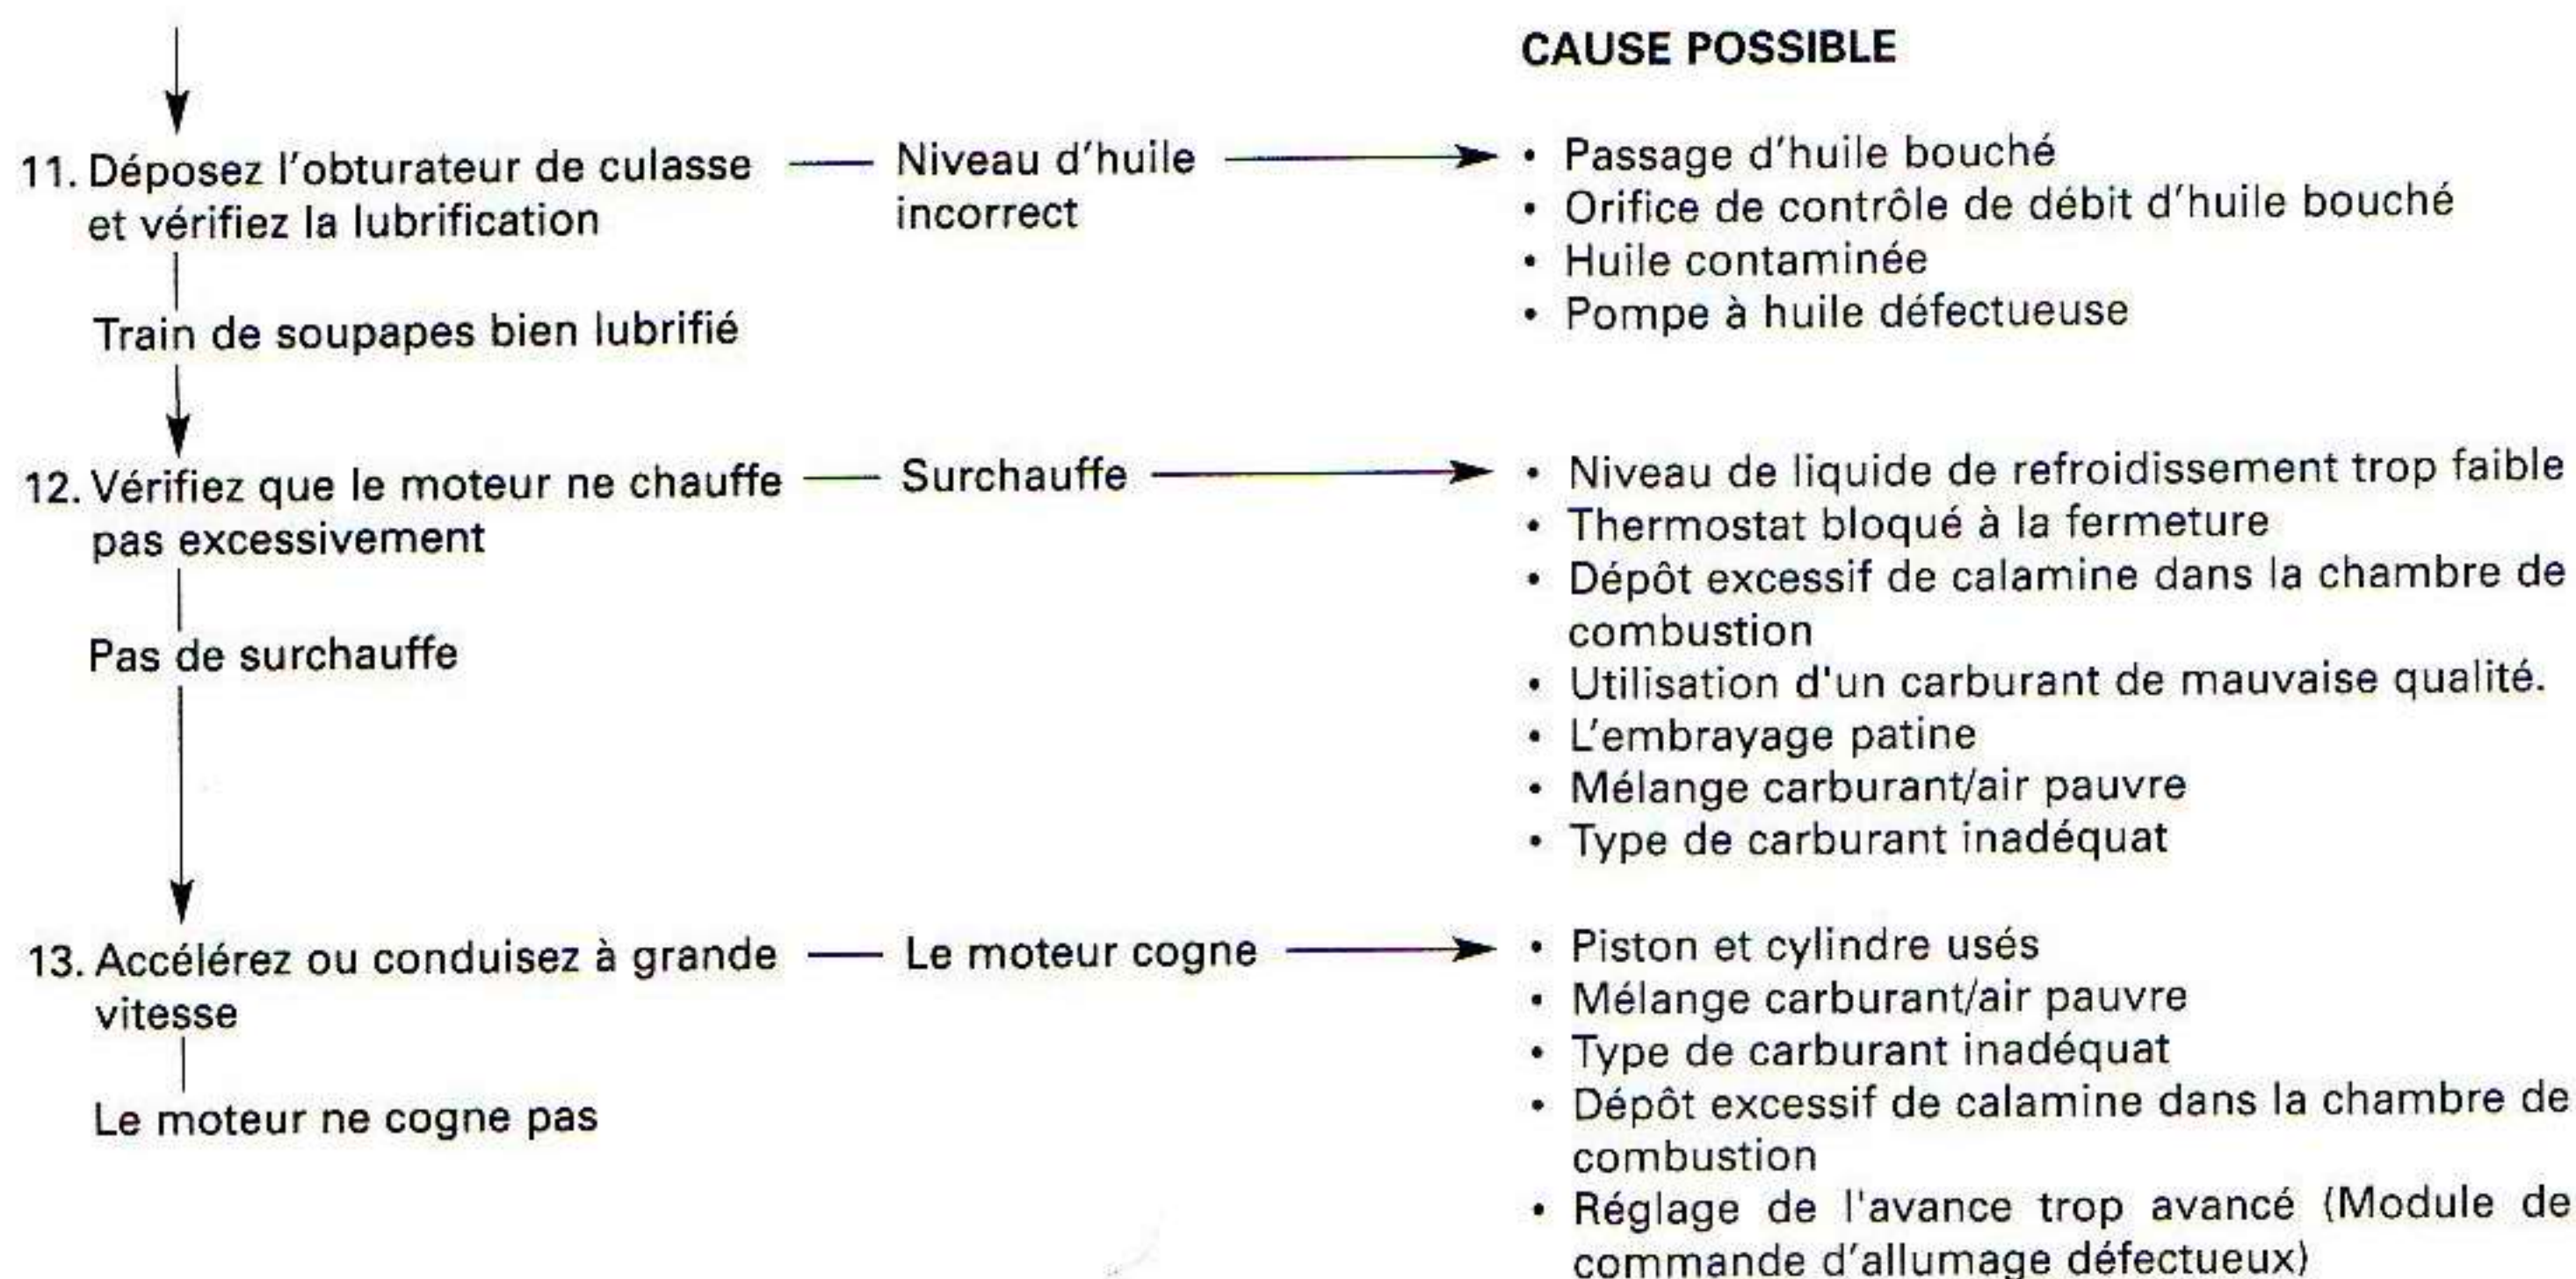 CAUSE POSSIBLE
11. Déposez l'obturateur de culasse
et vérifiez la lubrification
Niveau d'huile
incorrect
• Passage d'huile bouché
• Orifice de contrôle de débit d'huile bouché
• Huile contaminée
• Pompe à huile défectueuse
Train de soupapes bien lubrifié
12. Vérifiez que le moteur ne chauffe
pas excessivement
Surchauffe
• Niveau de liquide de refroidissement trop faible
• Thermostat bloqué à la fermeture
• Dépôt excessif de calamine dans la chambre de
combustion
• Utilisation d'un carburant de mauvaise qualité.
• L'embrayage patine
• Mélange carburant/air pauvre
• Type de carburant inadéquat
Pas de surchauffe
13. Accélérez ou conduisez à grande
vitesse
Le moteur cogne
• Piston et cylindre usés
• Mélange carburant/air pauvre
• Type de carburant inadéquat
• Dépôt excessif de calamine dans la chambre de
combustion
• Réglage de l'avance trop avancé (Module de
commande d'allumage défectueux)
Le moteur ne cogne pas